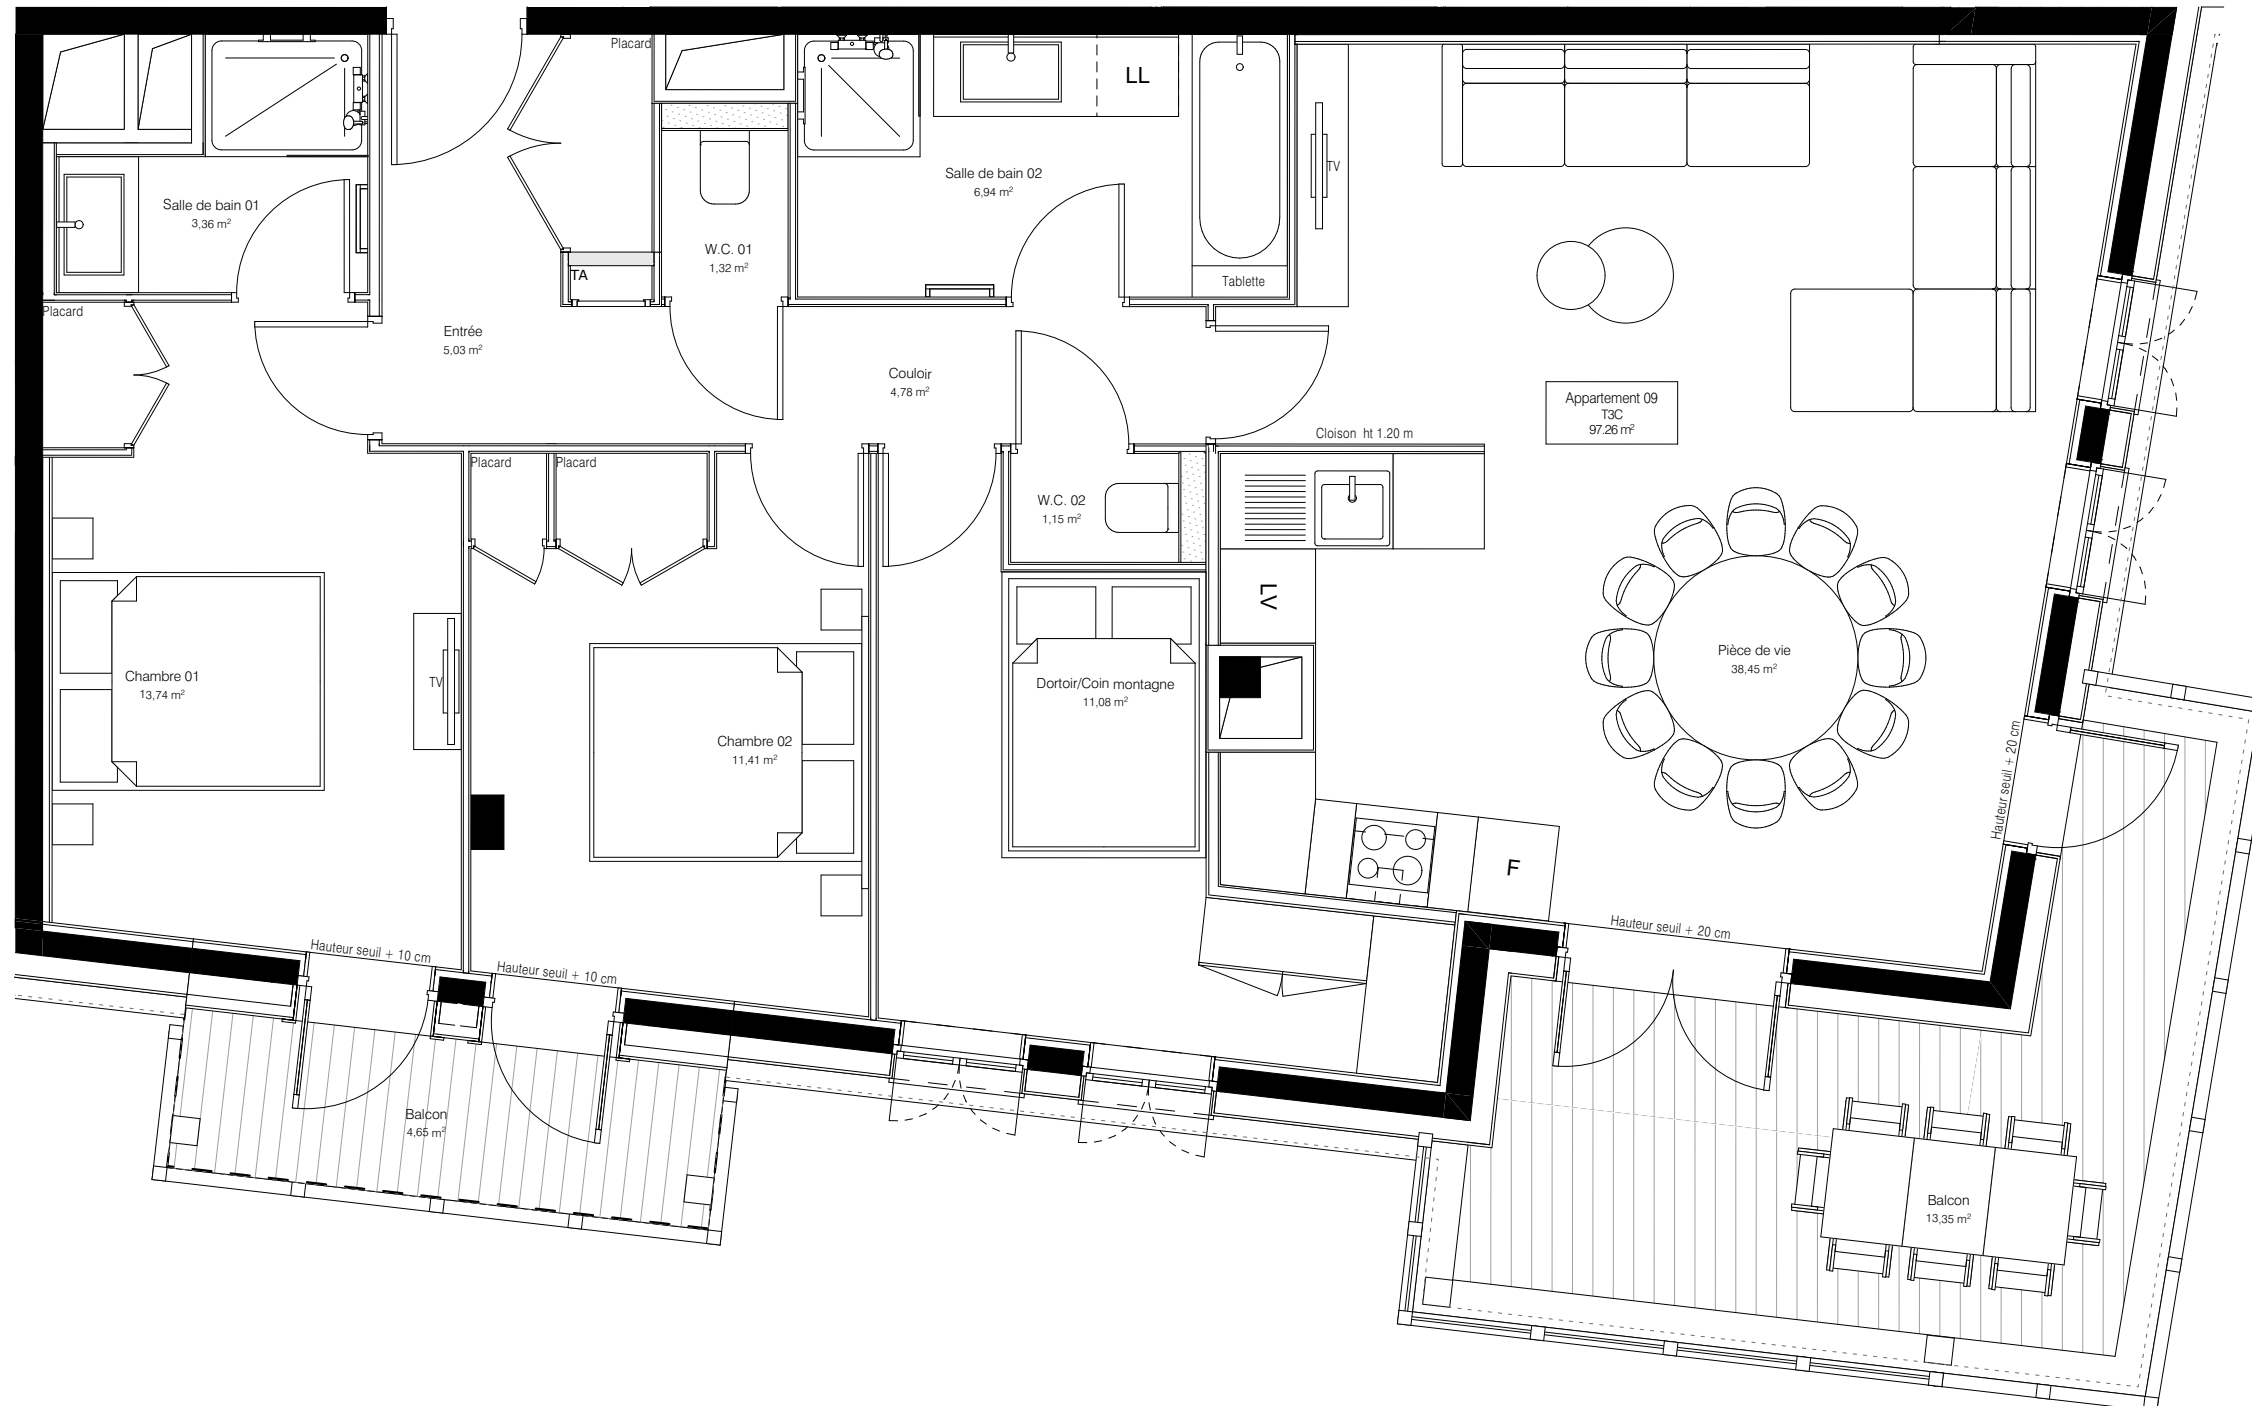 Placard
LL
Salle de bain 02
6,94 m²
TV
Salle de bain 01
3,36 m²
W.C. 01
1,32 m²
TA
Tablette
Placard
Entrée
5,03 m²
Couloir
4,78 m²
Appartement 09
T3C
97.26 m²
Cloison ht 1.20 m
Placard
Placard
W.C. 02
1,15 m²
LV
Pièce de vie
38,45 m²
Chambre 01
13,74 m²
TV
Dortoir/Coin montagne
11,08 m²
Chambre 02
11,41 m²
Hauteur seuil + 20 cm
F
Hauteur seuil + 20 cm
Hauteur seuil + 10 cm
Hauteur seuil + 10 cm
Balcon
4,65 m²
Balcon
13,35 m²